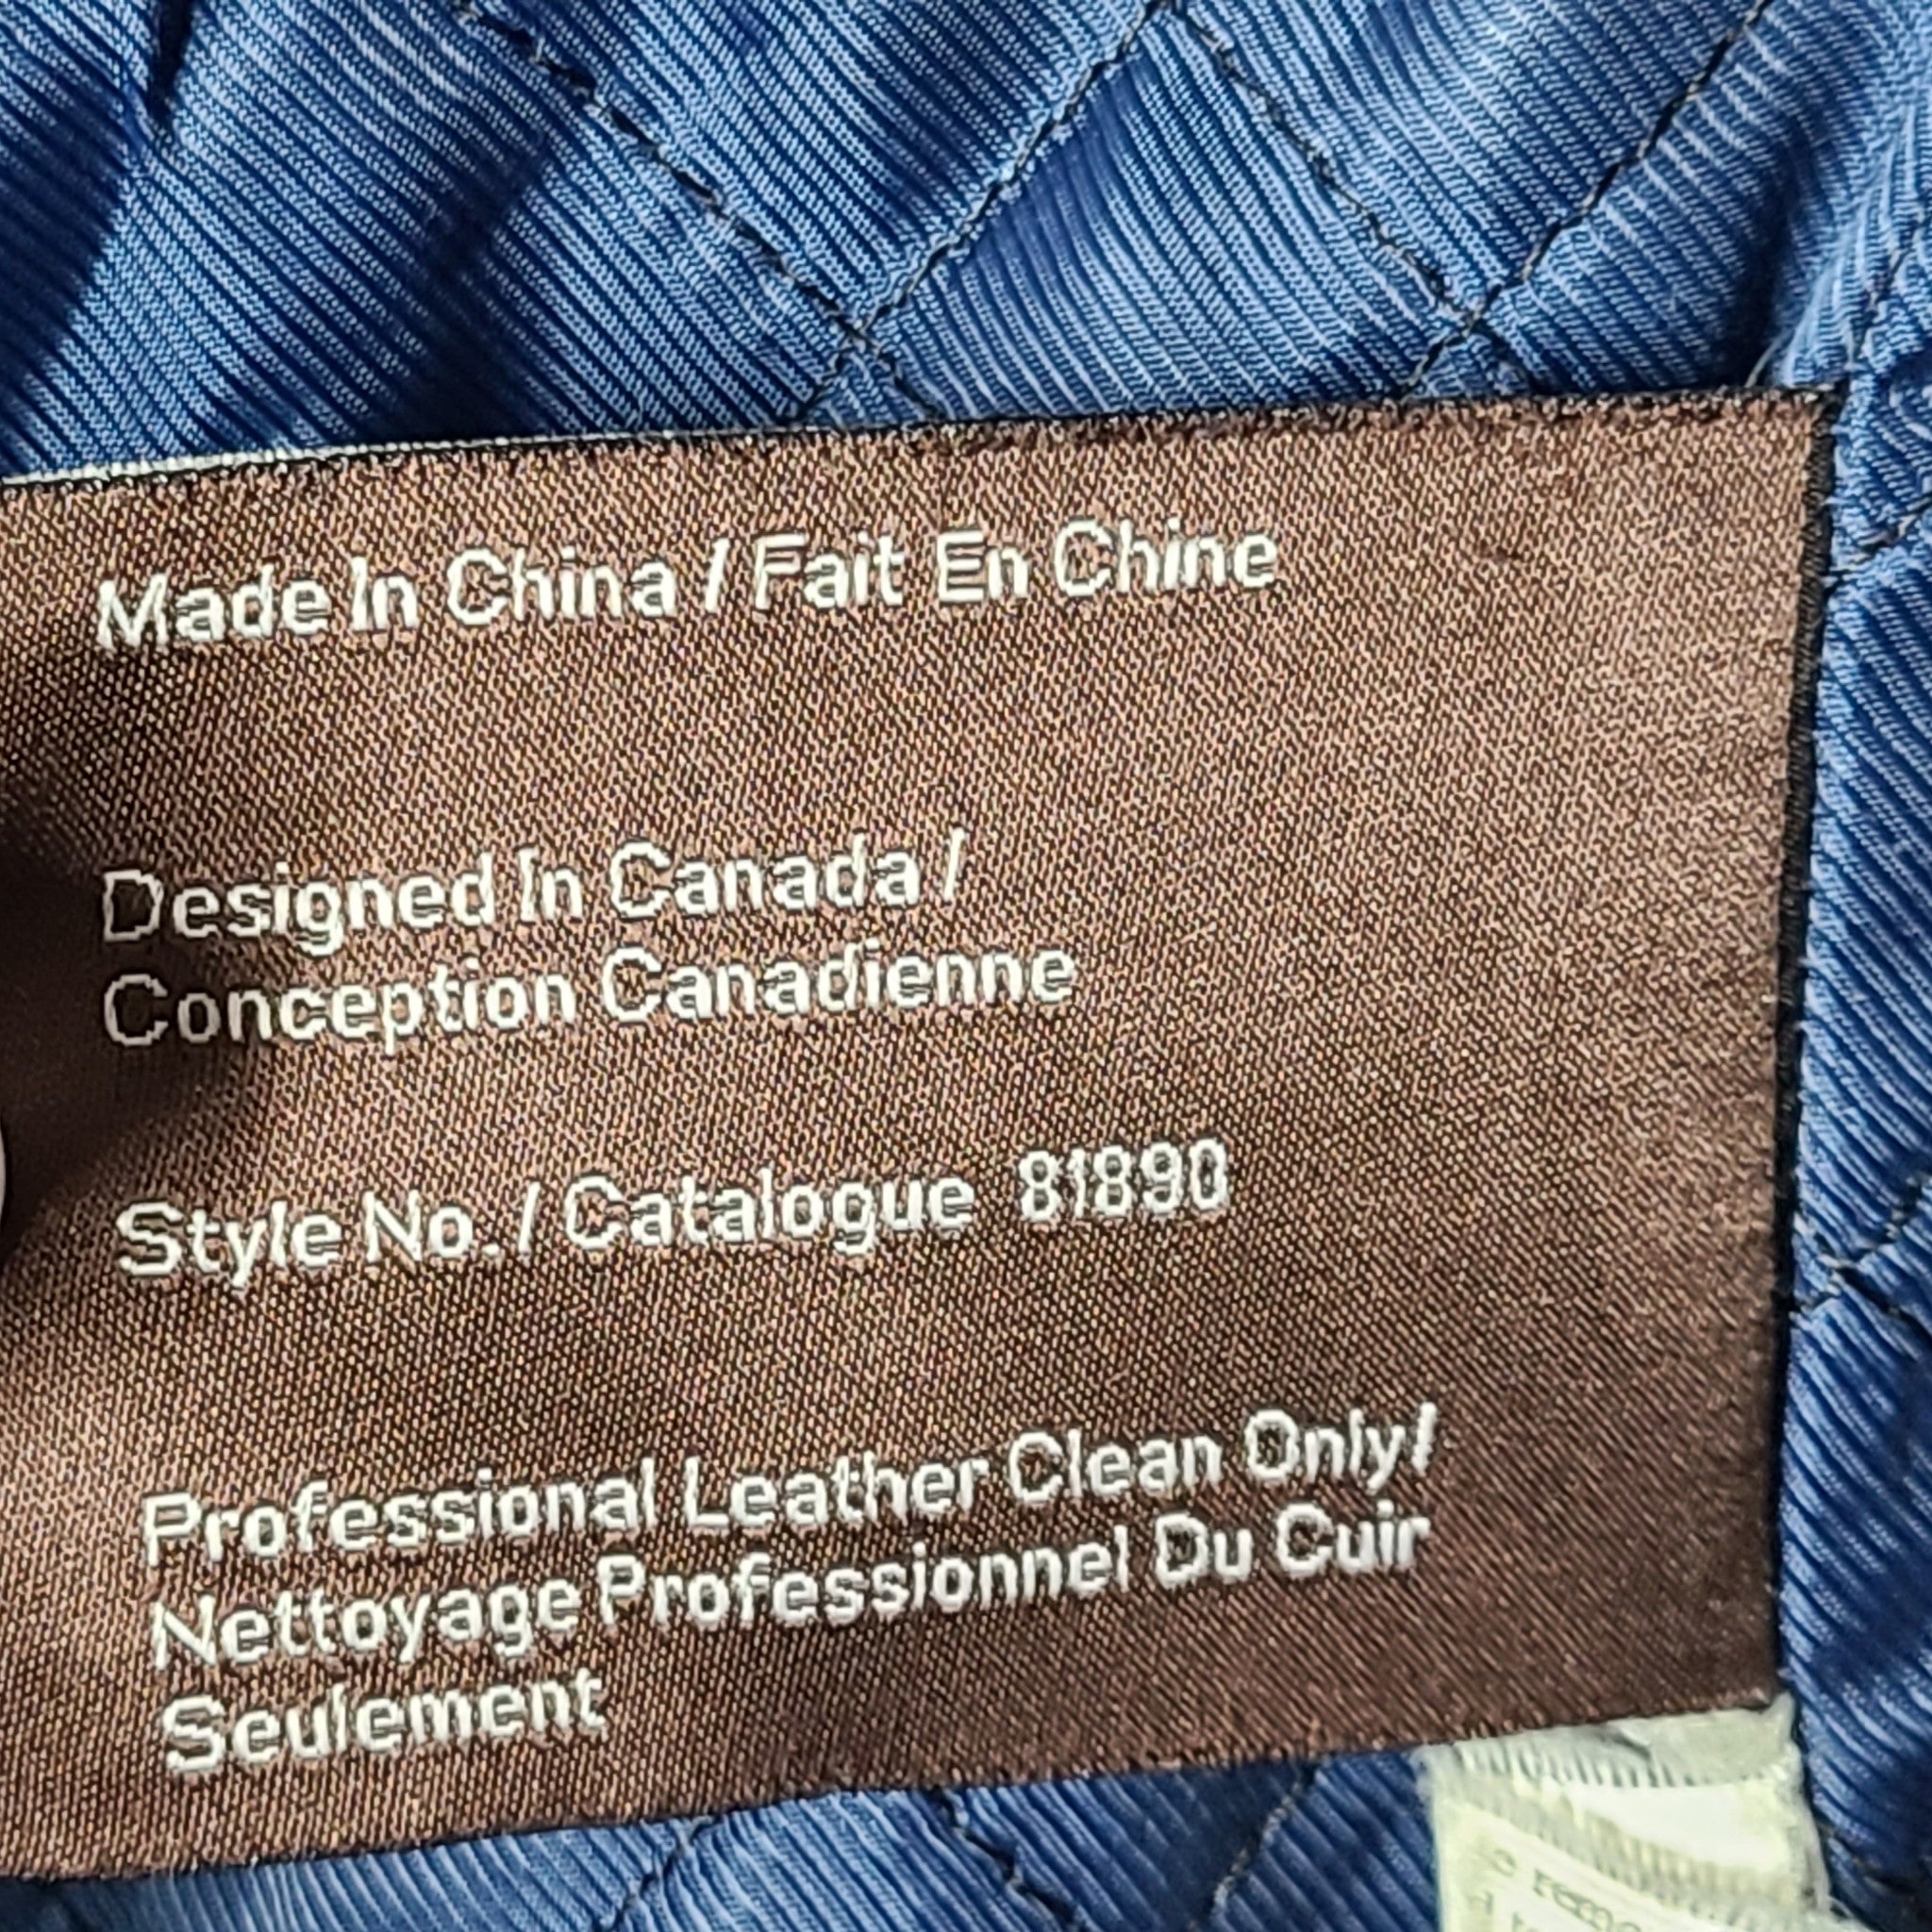 Made In China / Fait En Chine
Designed In Canada /
Conception Canadienne
Style No. / Catalogue 81890
Professional Leather Clean Only/
Nettoyage Professionnel Du Cuir
Seulement